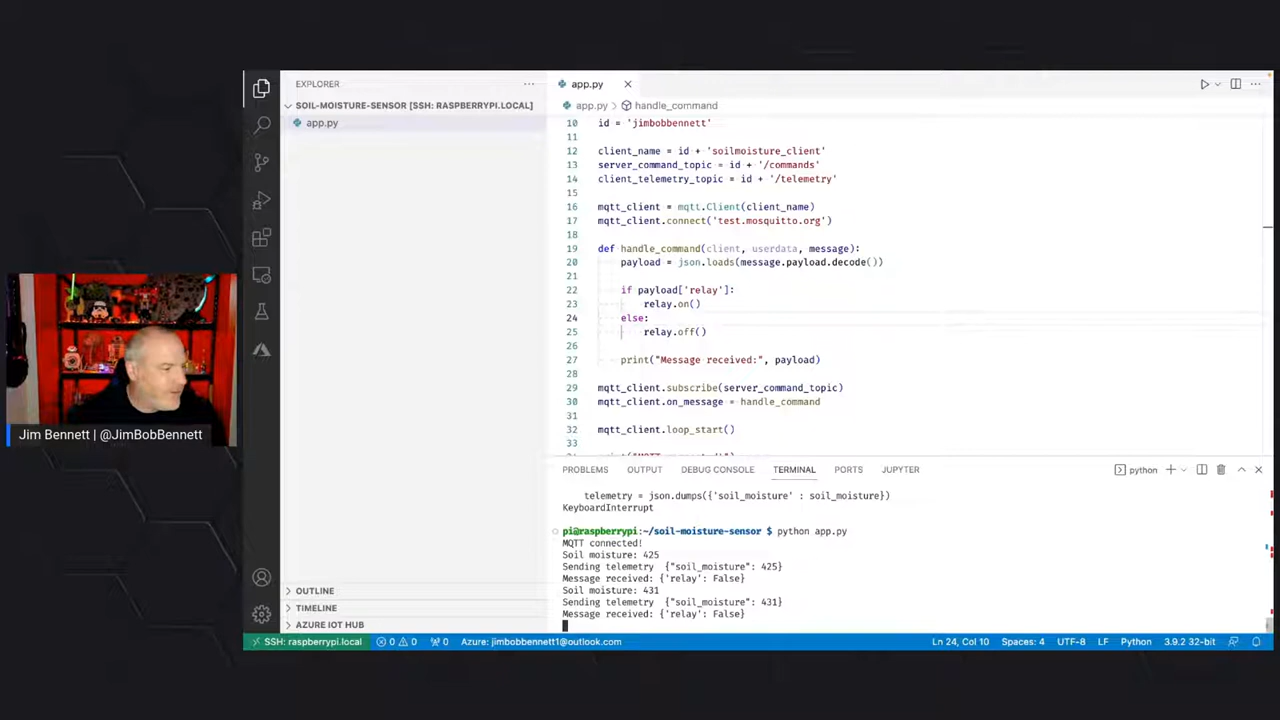 EXPLORER
SOIL-MOISTURE-SENSOR [SSH: RASPBERRYPI.LOCAL]
app.py
app.py
app.py > handle_command
10 id = 'jimbobbennett'
11
12 client_name = id + 'soilmoisture_client'
13 server_command_topic = id + '/commands'
14 client_telemetry_topic = id + '/telemetry'
15
16 mqtt_client = mqtt.Client(client_name)
17 mqtt_client.connect('test.mosquitto.org')
18
19 def handle_command(client, userdata, message):
20 payload = json.loads(message.payload.decode())
21
22 if payload['relay']:
23 relay.on()
24 else:
25 relay.off()
26
27 print("Message received:", payload)
28
29 mqtt_client.subscribe(server_command_topic)
30 mqtt_client.on_message = handle_command
31
32 mqtt_client.loop_start()
33
Jim Bennett | @JimBobBennett
PROBLEMS OUTPUT DEBUG CONSOLE TERMINAL PORTS JUPYTER
python
telemetry = json.dumps({'soil_moisture' : soil_moisture})
KeyboardInterrupt
pi@raspberrypi:~/soil-moisture-sensor $ python app.py
MQTT connected!
Soil moisture: 425
Sending telemetry {"soil_moisture": 425}
Message received: {'relay': False}
Soil moisture: 431
Sending telemetry {"soil_moisture": 431}
Message received: {'relay': False}
OUTLINE
TIMELINE
AZURE IOT HUB
SSH: raspberrypi.local 0 0 0 Azure: jimbobbennett1@outlook.com Ln 24, Col 10 Spaces: 4 UTF-8 LF Python 3.9.2 32-bit